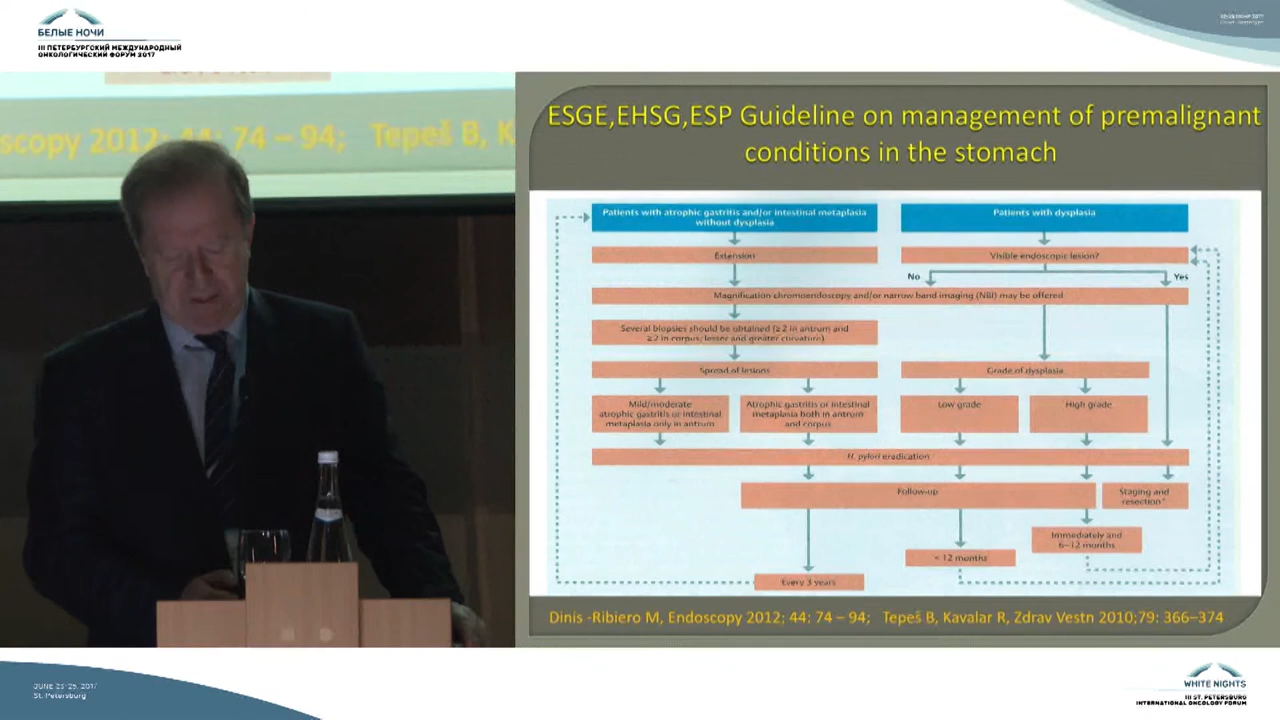 БЕЛЫЕ НОЧИ
III ПЕТЕРБУРГСКИЙ МЕЖДУНАРОДНЫЙ
ОНКОЛОГИЧЕСКИЙ ФОРУМ 2017
scopy 2012; 44: 74 – 94; Tepeš B, K
ESGE,EHSG,ESP Guideline on management of premalignant
conditions in the stomach
Patients with atrophic gastritis and/or intestinal metaplasia
without dysplasia
Patients with dysplasia
Extension
Visible endoscopic lesion?
No
Yes
Magnification chromoendoscopy and/or narrow band imaging (NBI) may be offered
Several biopsies should be obtained (≥2 in antrum and
≥2 in corpus; lesser and greater curvature)
Spread of lesions
Grade of dysplasia
Mild/moderate
atrophic gastritis or intestinal
metaplasia only in antrum
Atrophic gastritis or intestinal
metaplasia both in antrum
and corpus
Low grade
High grade
H. pylori eradication
Follow-up
Staging and
resection*
Immediately and
6–12 months
< 12 months
Every 3 years
Dinis -Ribiero M, Endoscopy 2012; 44: 74 – 94; Tepeš B, Kavalar R, Zdrav Vestn 2010;79: 366–374
JUNE 23-25, 2017
St. Petersburg
WHITE NIGHTS
III ST. PETERSBURG
INTERNATIONAL ONCOLOGY FORUM